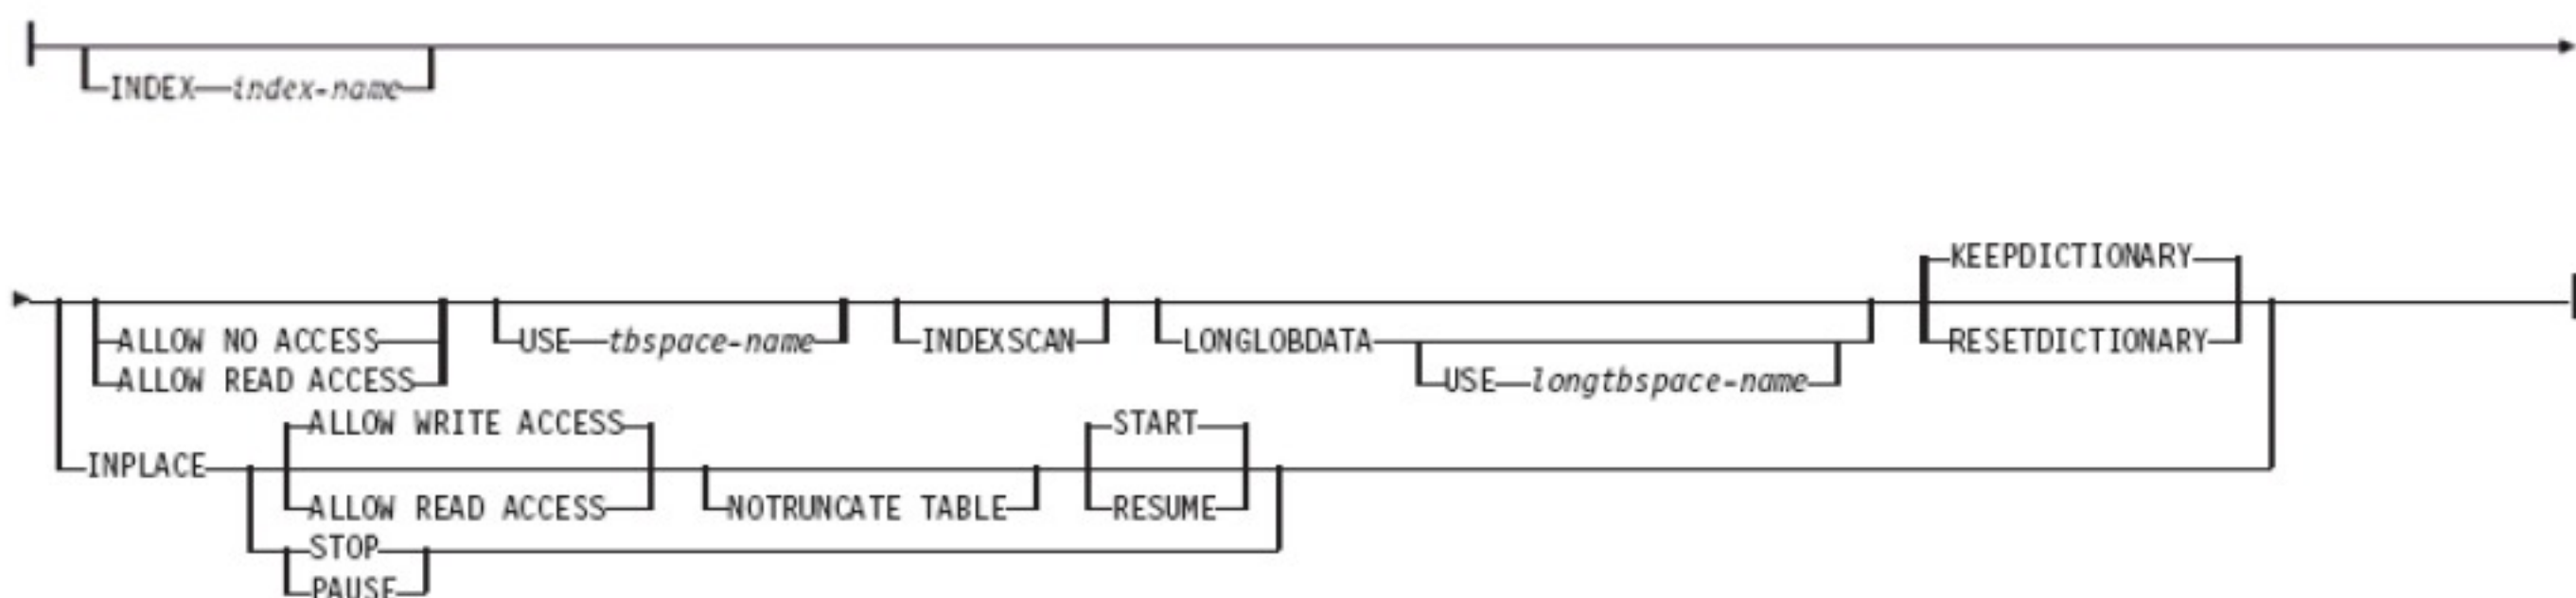 INDEX index-name
KEEPDICTIONARY
ALLOW NO ACCESS USE tbspace-name INDEXSCAN LONGLOBDATA RESETDICTIONARY
ALLOW READ ACCESS USE longtbspace-name
ALLOW WRITE ACCESS START
INPLACE
ALLOW READ ACCESS NOTRUNCATE TABLE RESUME
STOP
PAUSE